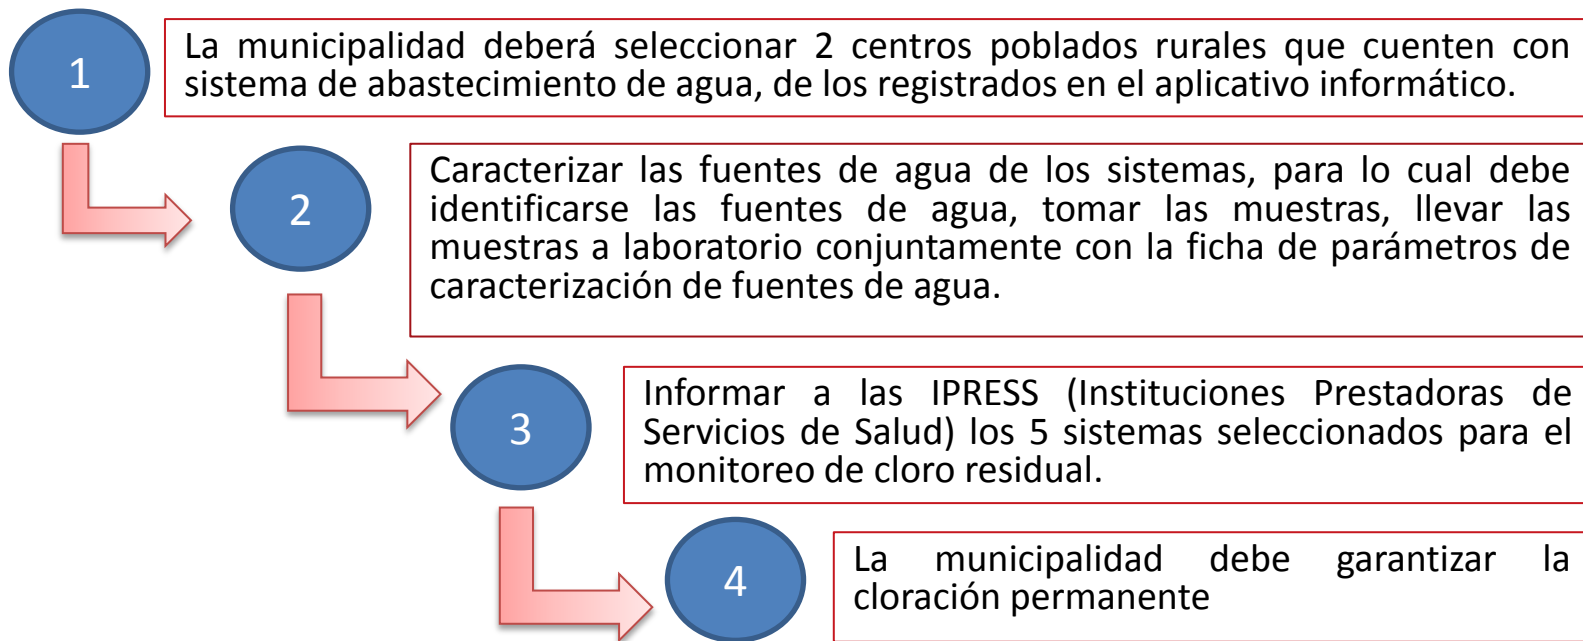 1
La municipalidad deberá seleccionar 2 centros poblados rurales que cuenten con
sistema de abastecimiento de agua, de los registrados en el aplicativo informático.
2
Caracterizar las fuentes de agua de los sistemas, para lo cual debe
identificarse las fuentes de agua, tomar las muestras, llevar las
muestras a laboratorio conjuntamente con la ficha de parámetros de
caracterización de fuentes de agua.
3
Informar a las IPRESS (Instituciones Prestadoras de
Servicios de Salud) los 5 sistemas seleccionados para el
monitoreo de cloro residual.
4
La municipalidad debe garantizar la
cloración permanente